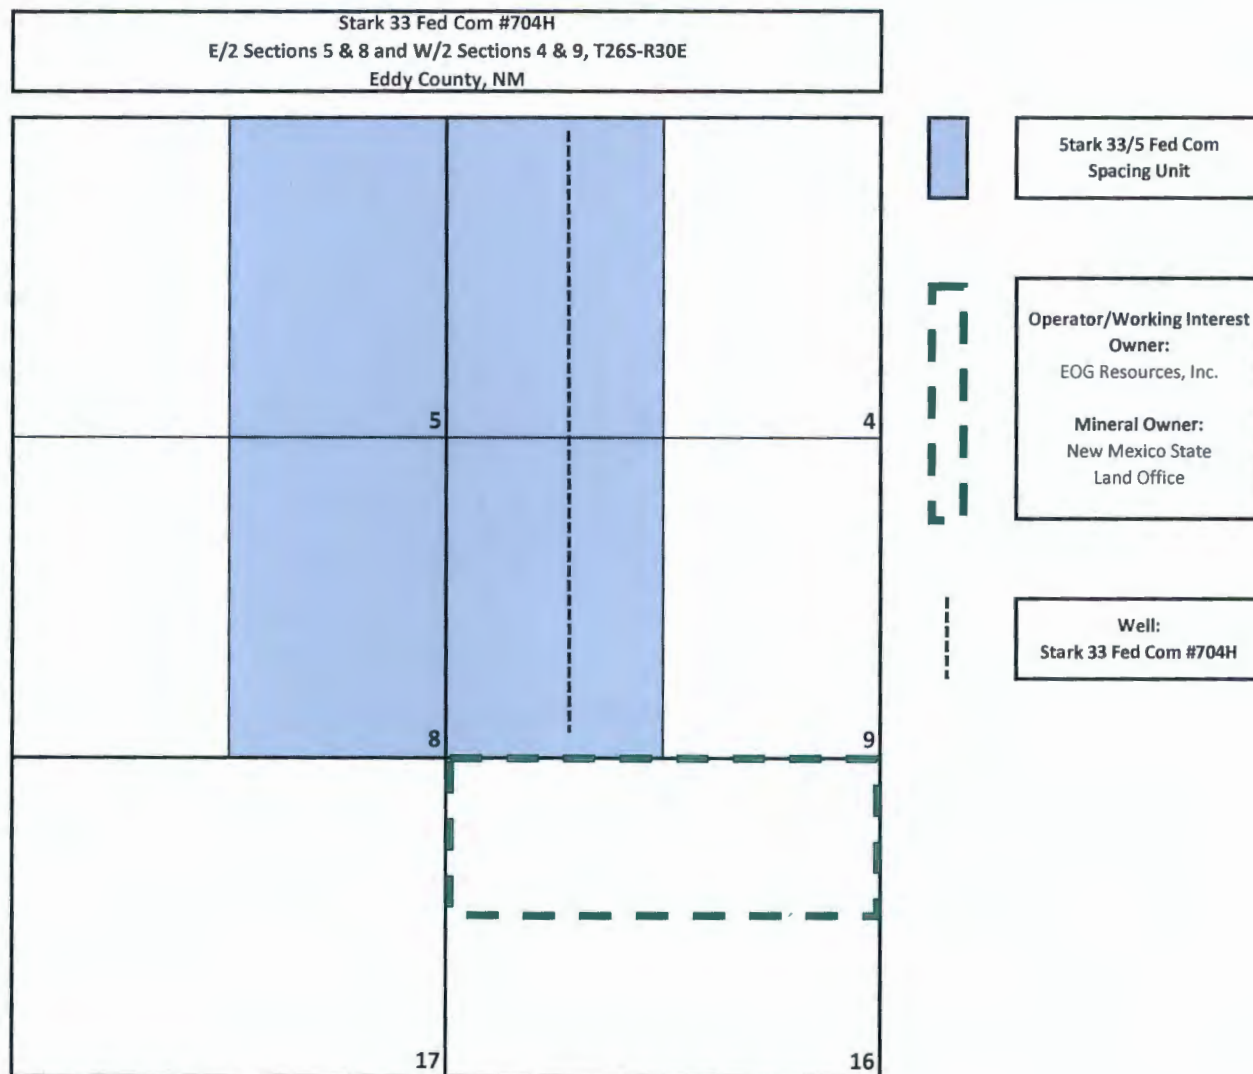 Stark 33 Fed Com #704H
E/2 Sections 5 & 8 and W/2 Sections 4 & 9, T26S-R30E
Eddy County, NM
Stark 33/5 Fed Com
Spacing Unit
Operator/Working Interest
Owner:
EOG Resources, Inc.
Mineral Owner:
New Mexico State
Land Office
5
4
Well:
Stark 33 Fed Com #704H
8
9
17
16